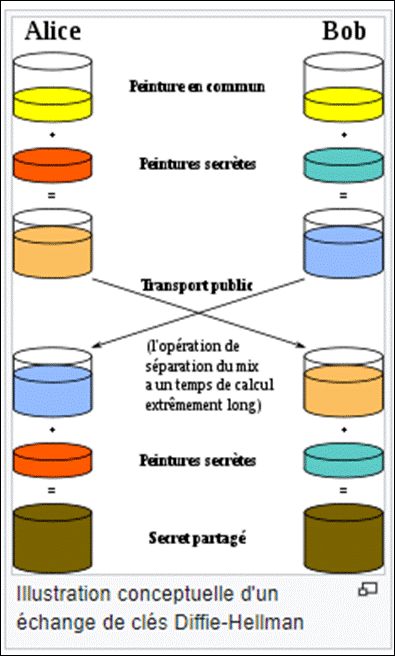 Alice Bob
Peinture en commun
+ +
Peintures secrètes
= =
Transport public
(l'opération de
séparation du mix
a un temps de calcul
extrêmement long)
+ +
Peintures secrètes
= =
Secret partagé
Illustration conceptuelle d'un
échange de clés Diffie-Hellman